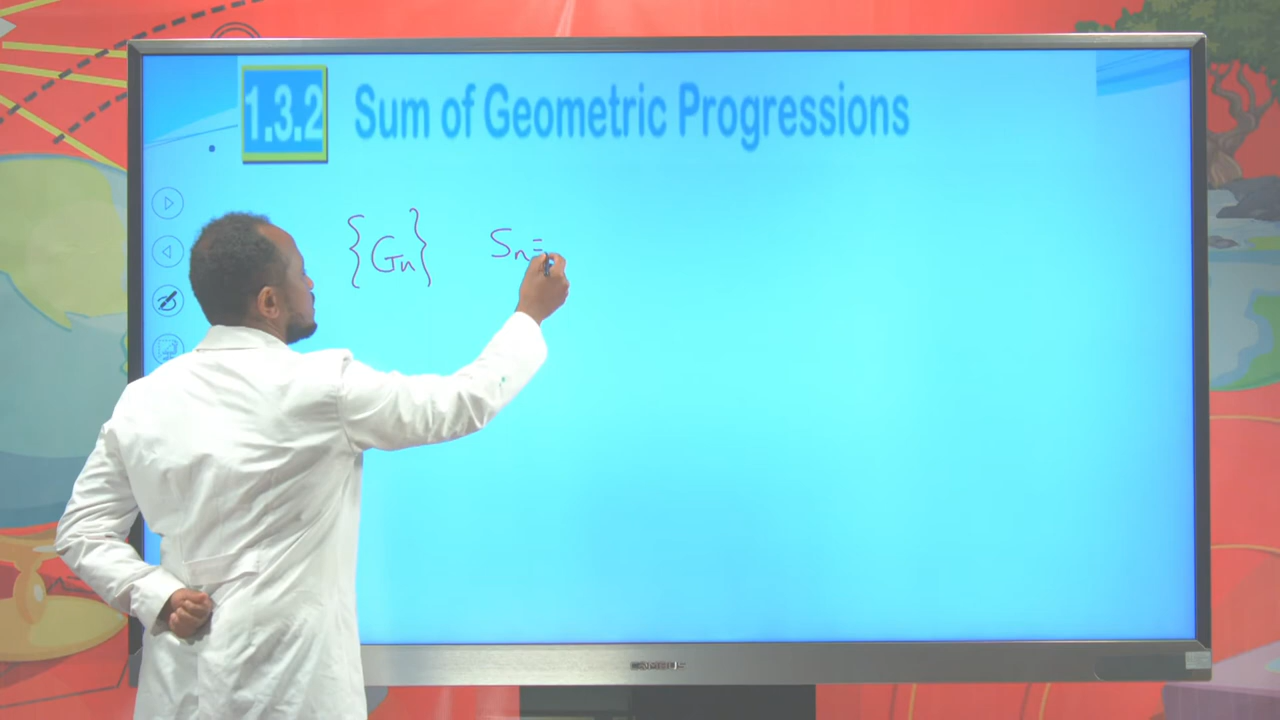 1.3.2 Sum of Geometric Progressions
{Gn} Sn=